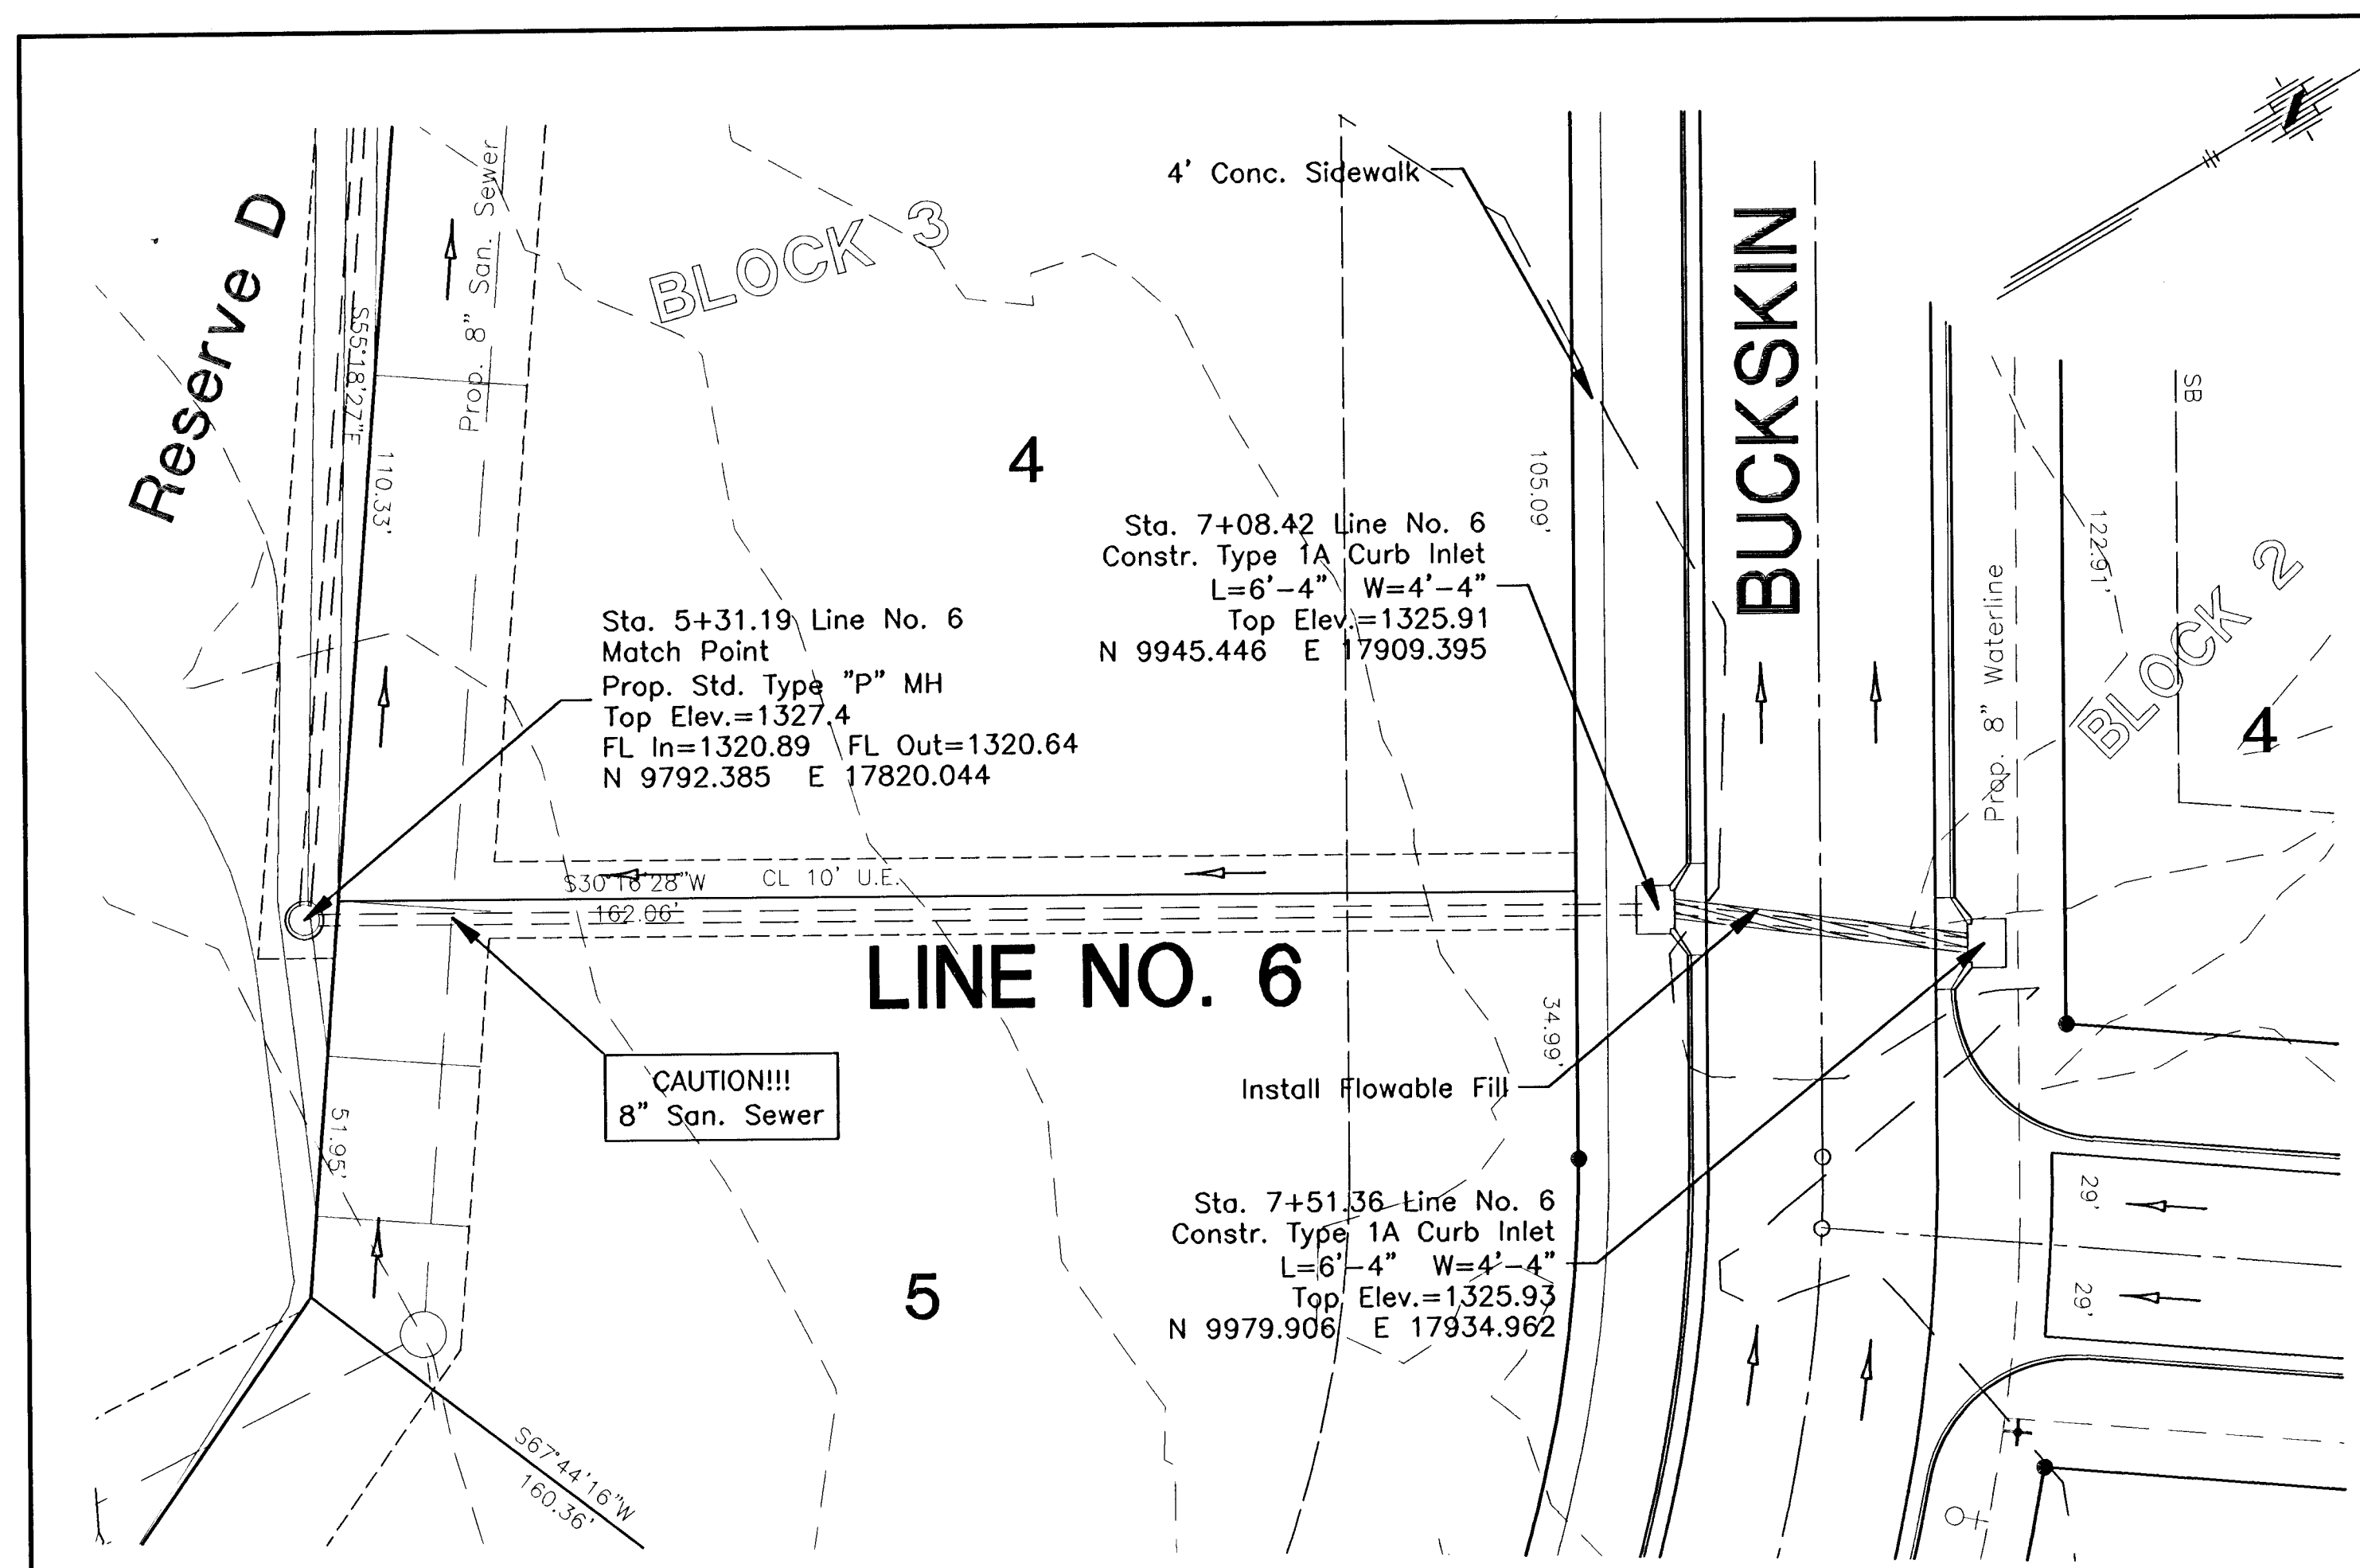 Reserve D
S55°18'27"E
110.33'
Prop. 8" San. Sewer
BLOCK 3
4
4' Conc. Sidewalk
BUCKSKIN
105.09'
SB
122.91'
Prop. 8" Waterline
BLOCK 2
4
Sta. 7+08.42 Line No. 6
Constr. Type 1A Curb Inlet
L=6'-4" W=4'-4"
Top Elev.=1325.91
N 9945.446 E 17909.395
Sta. 5+31.19 Line No. 6
Match Point
Prop. Std. Type "P" MH
Top Elev.=1327.4
FL In=1320.89 FL Out=1320.64
N 9792.385 E 17820.044
S30°16'28"W
CL 10' U.E.
162.06'
LINE NO. 6
CAUTION!!!
8" San. Sewer
34.99'
Install Flowable Fill
51.95'
Sta. 7+51.36 Line No. 6
Constr. Type 1A Curb Inlet
L=6'-4" W=4'-4"
Top Elev.=1325.93
N 9979.906 E 17934.962
5
29'
29'
S67°44'16"W
160.36'